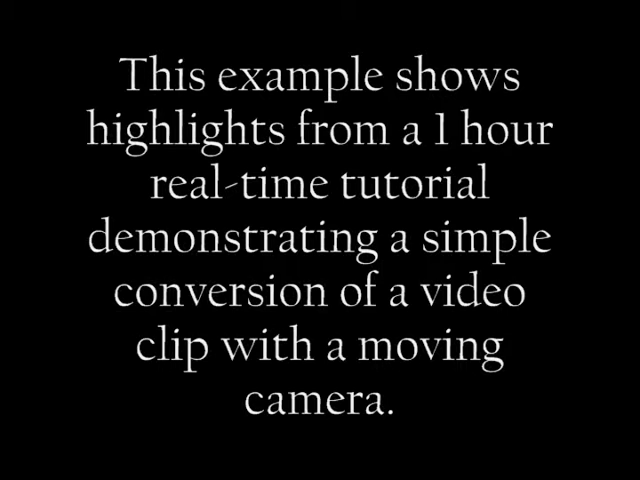 This example shows
highlights from a 1 hour
real-time tutorial
demonstrating a simple
conversion of a video
clip with a moving
camera.